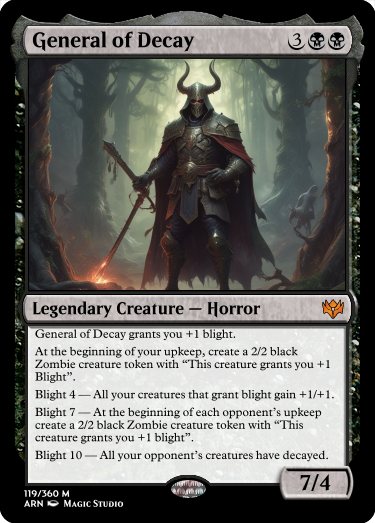 General of Decay 3
Legendary Creature — Horror
General of Decay grants you +1 blight.
At the beginning of your upkeep, create a 2/2 black
Zombie creature token with “This creature grants you +1
Blight”.
Blight 4 — All your creatures that grant blight gain +1/+1.
Blight 7 — At the beginning of each opponent's upkeep
create a 2/2 black Zombie creature token with “This
creature grants you +1 blight”.
Blight 10 — All your opponent's creatures have decayed.
7/4
119/360 M
ARN Magic Studio